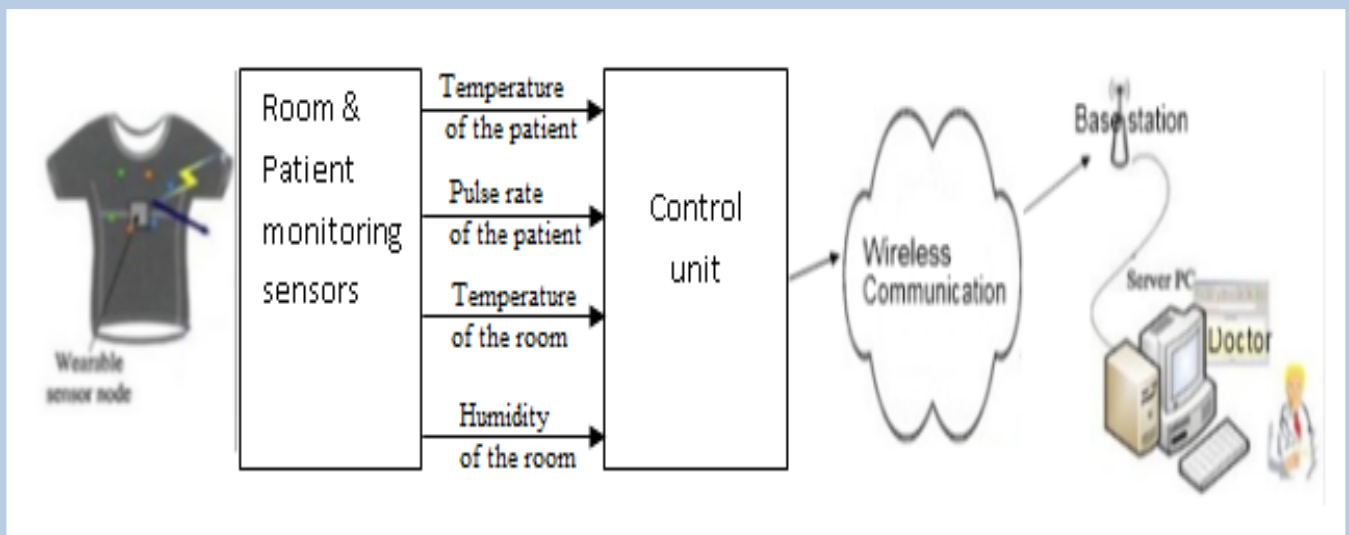 Wearable
sensor node
Room &
Patient
monitoring
sensors
Temperature
of the patient
Pulse rate
of the patient
Temperature
of the room
Humidity
of the room
Control
unit
Wireless
Communication
Base station
Server PC
Doctor